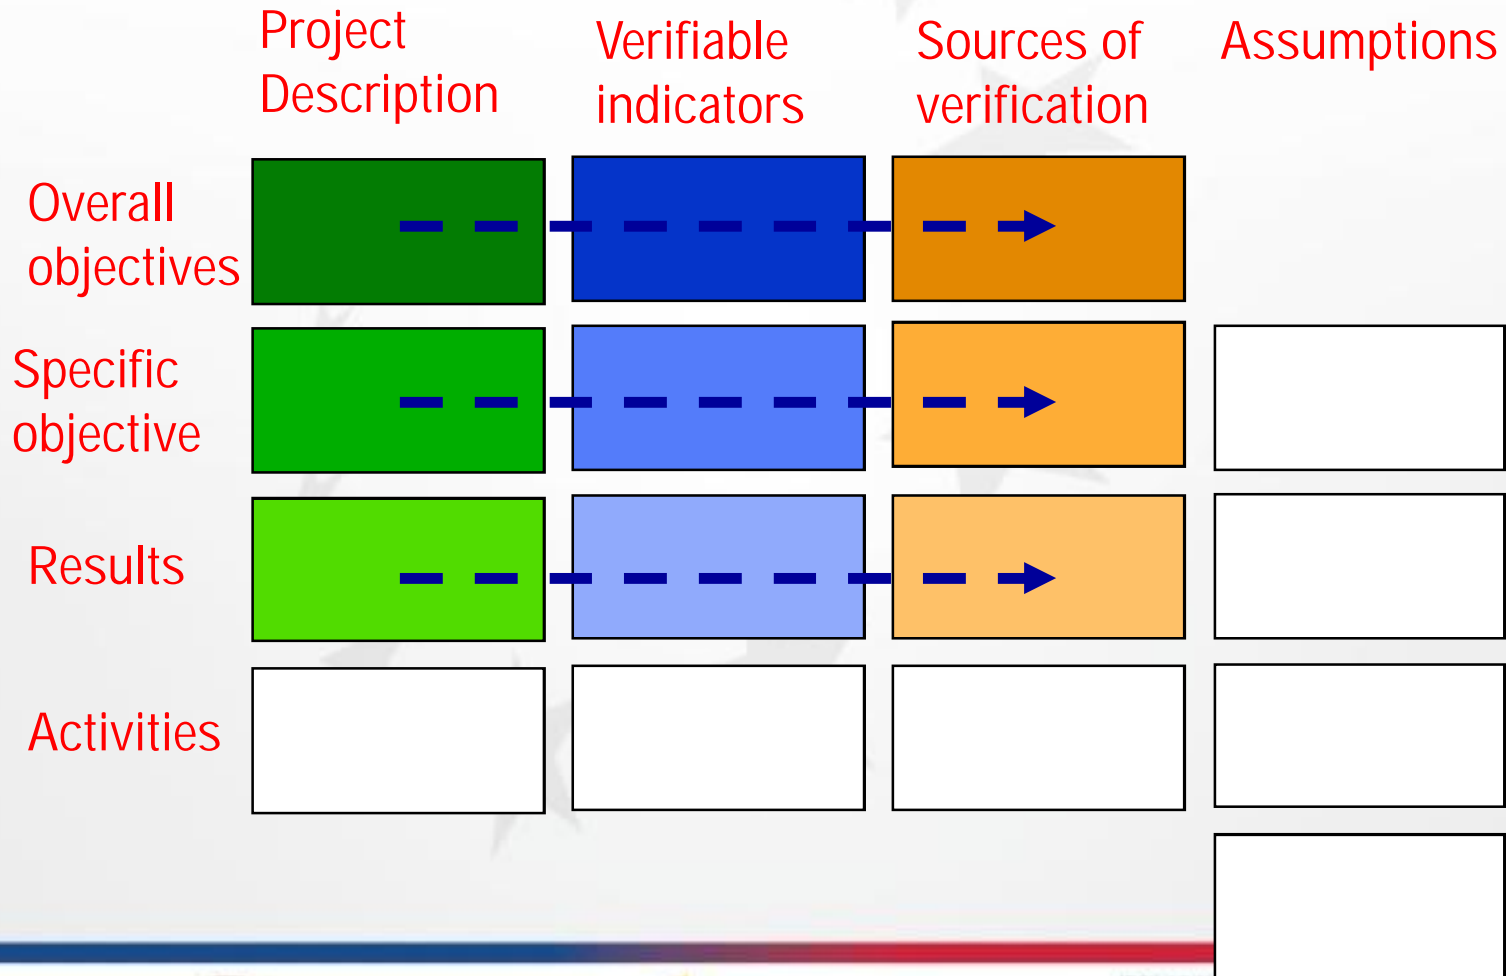 Project
Description
Verifiable
indicators
Sources of
verification
Assumptions
Overall
objectives
Specific
objective
Results
Activities